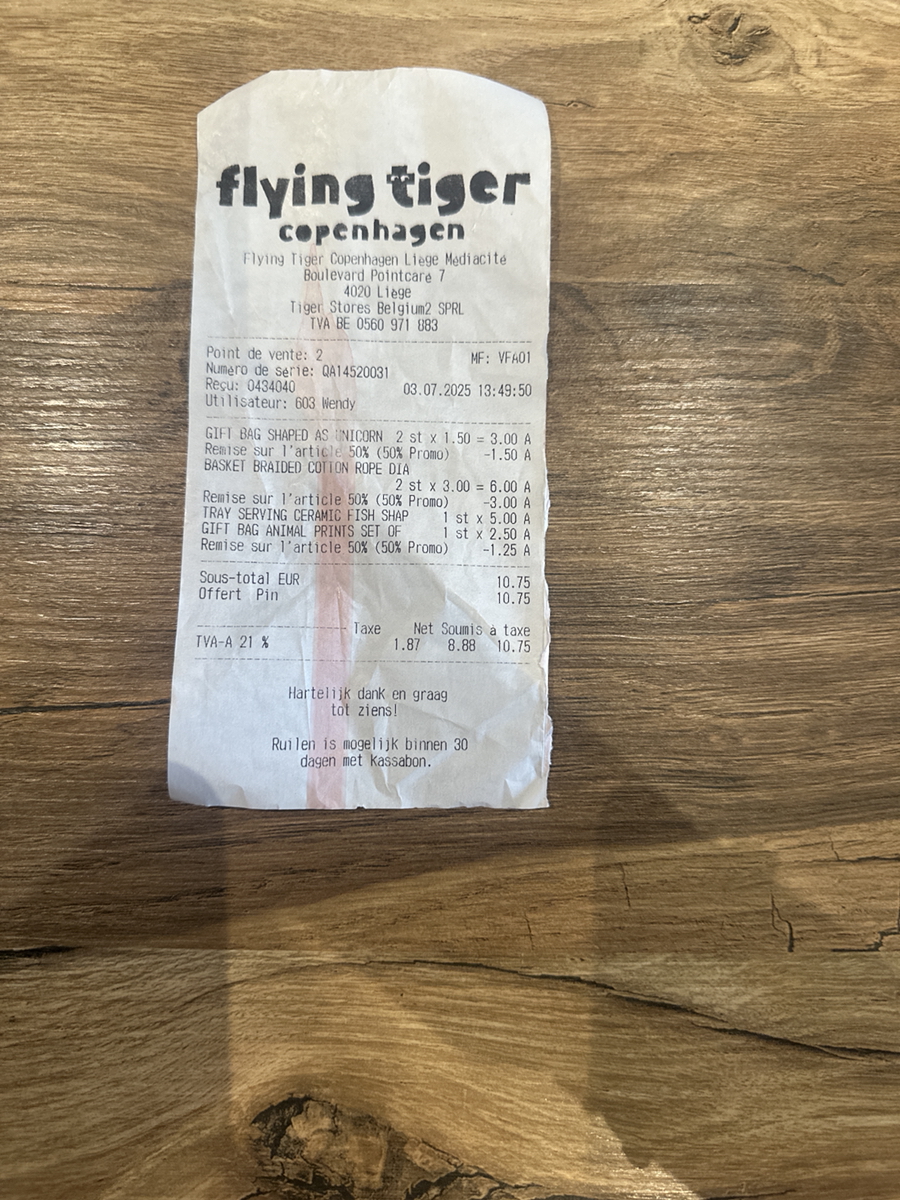 flying tiger
copenhagen
Flying Tiger Copenhagen Liege Mediacité
Boulevard Pointcaré 7
4020 Liège
Tiger Stores Belgium2 SPRL
TVA BE 0560 971 883
Point de vente: 2 MF: VFA01
Numéro de série: QA14520031
Reçu: 0434040 03.07.2025 13:49:50
Utilisateur: 603 Wendy
GIFT BAG SHAPED AS UNICORN 2 st x 1.50 = 3.00 A
Remise sur l'article 50% (50% Promo) -1.50 A
BASKET BRAIDED COTTON ROPE DIA
2 st x 3.00 = 6.00 A
Remise sur l'article 50% (50% Promo) -3.00 A
TRAY SERVING CERAMIC FISH SHAP 1 st x 5.00 A
GIFT BAG ANIMAL PRINTS SET OF 1 st x 2.50 A
Remise sur l'article 50% (50% Promo) -1.25 A
Sous-total EUR 10.75
Offert Pin 10.75
Taxe Net Soumis à taxe
TVA-A 21 % 1.87 8.88 10.75
Hartelijk dank en graag
tot ziens!
Ruilen is mogelijk binnen 30
dagen met kassabon.